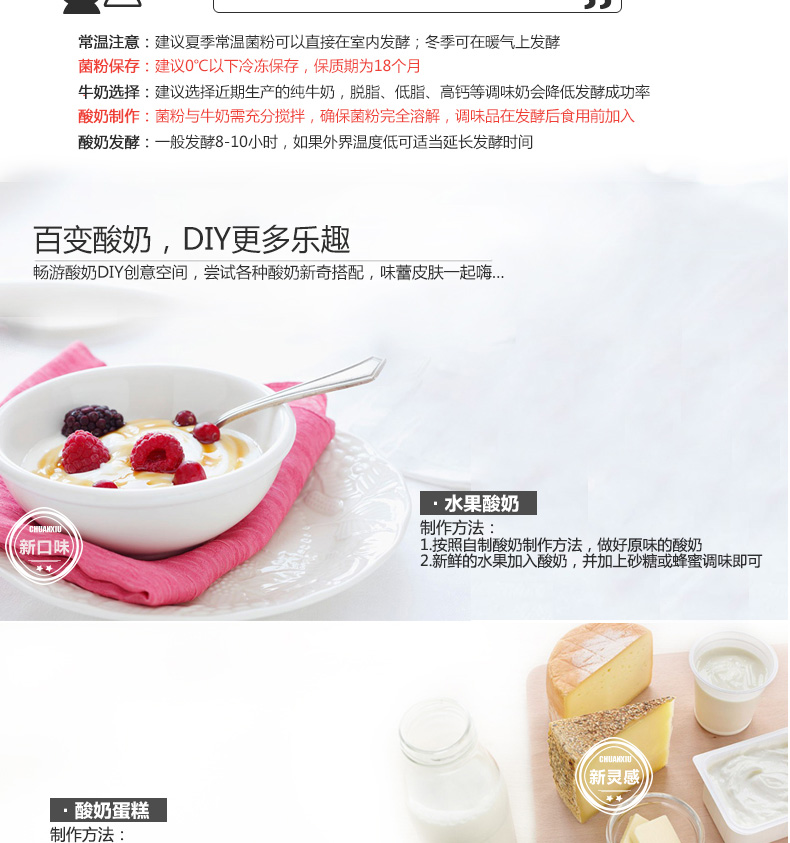 常温注意：建议夏季常温菌粉可以直接在室内发酵；冬季可在暖气上发酵
菌粉保存：建议0℃以下冷冻保存，保质期为18个月
牛奶选择：建议选择近期生产的纯牛奶，脱脂、低脂、高钙等调味奶会降低发酵成功率
酸奶制作：菌粉与牛奶需充分搅拌，确保菌粉完全溶解，调味品在发酵后食用前加入
酸奶发酵：一般发酵8-10小时，如果外界温度低可适当延长发酵时间
百变酸奶，DIY更多乐趣
畅游酸奶DIY创意空间，尝试各种酸奶新奇搭配，味蕾皮肤一起嗨...
· 水果酸奶
制作方法：
1.按照自制酸奶制作方法，做好原味的酸奶
2.新鲜的水果加入酸奶，并加上砂糖或蜂蜜调味即可
CHUANXIU
新口味
CHUANXIU
新灵感
· 酸奶蛋糕
制作方法：